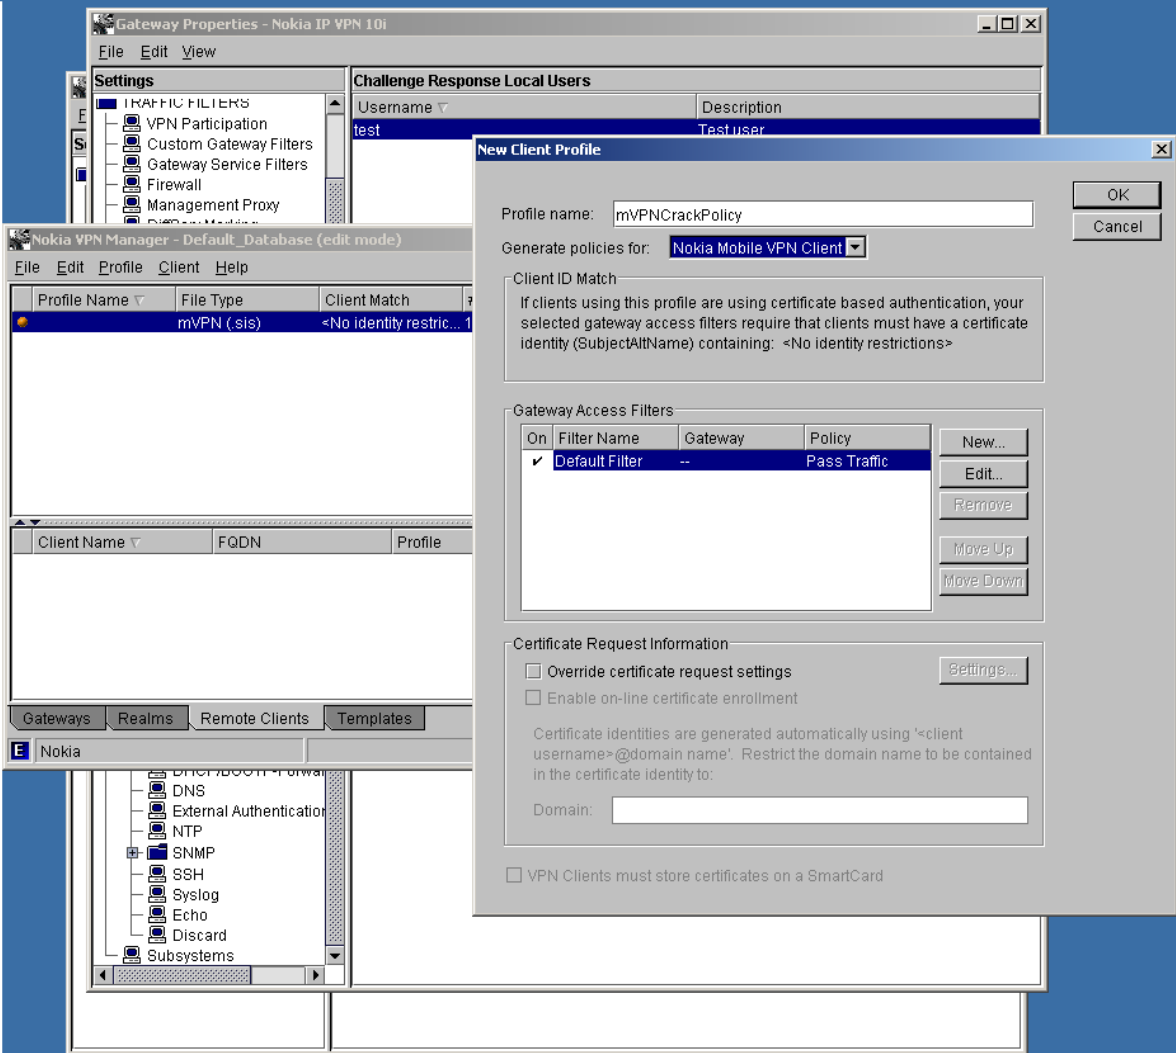 Gateway Properties - Nokia IP VPN 10i
File Edit View
Settings
TRAFFIC FILTERS
VPN Participation
Custom Gateway Filters
Gateway Service Filters
Firewall
Management Proxy
Challenge Response Local Users
Username Description
test Test user
Nokia VPN Manager - Default_Database (edit mode)
File Edit Profile Client Help
Profile Name File Type Client Match
mVPN (.sis) <No identity restric... 1
Client Name FQDN Profile
Gateways Realms Remote Clients Templates
E Nokia
DNS
External Authentication
NTP
SNMP
SSH
Syslog
Echo
Discard
Subsystems
New Client Profile
OK
Cancel
Profile name: mVPNCrackPolicy
Generate policies for: Nokia Mobile VPN Client
Client ID Match
If clients using this profile are using certificate based authentication, your
selected gateway access filters require that clients must have a certificate
identity (SubjectAltName) containing: <No identity restrictions>
Gateway Access Filters
On Filter Name Gateway Policy
Default Filter -- Pass Traffic
New...
Edit...
Remove
Move Up
Move Down
Certificate Request Information
Override certificate request settings
Settings...
Enable on-line certificate enrollment
Certificate identities are generated automatically using '<client
username>@domain name'. Restrict the domain name to be contained
in the certificate identity to:
Domain:
VPN Clients must store certificates on a SmartCard